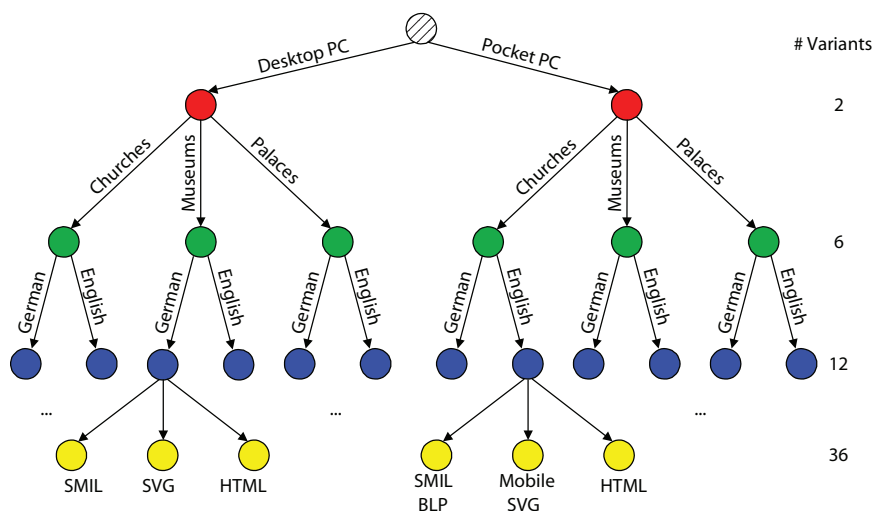 Desktop PC
Pocket PC
# Variants
2
Churches
Museums
Palaces
Churches
Museums
Palaces
6
German
English
German
English
German
English
German
English
German
English
German
English
12
...
...
...
36
SMIL
SVG
HTML
SMIL
BLP
Mobile
SVG
HTML